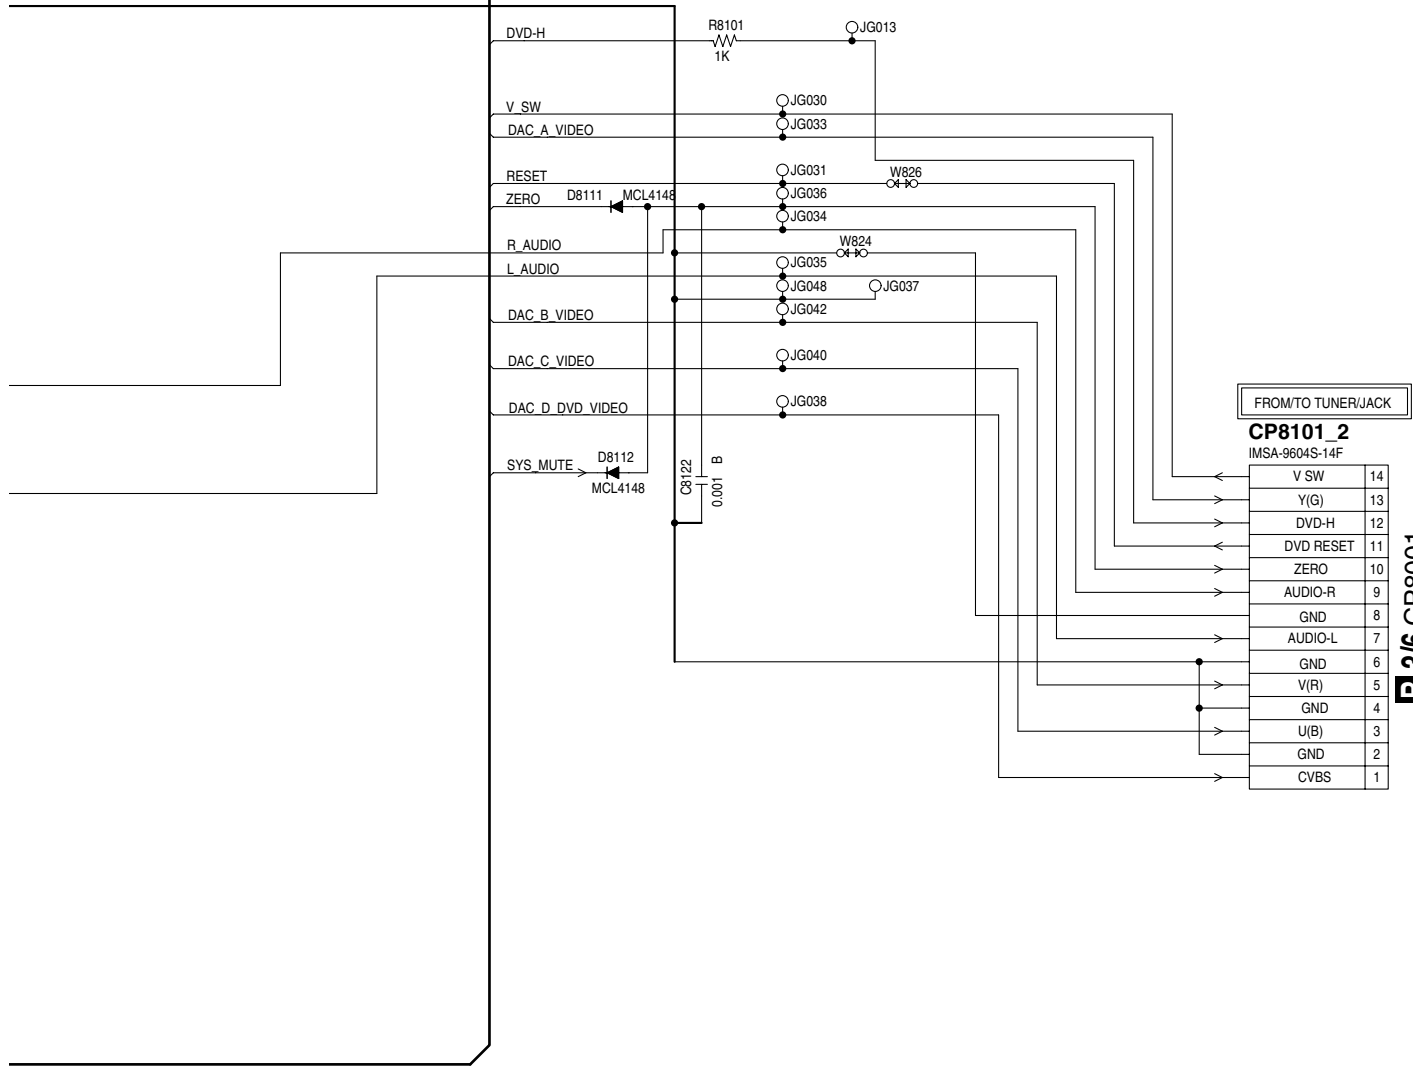 DVD-H
R8101
1K
JG013
V_SW
JG030
DAC_A_VIDEO
JG033
RESET
JG031
W826
ZERO
D8111
MCL4148
JG036
JG034
R_AUDIO
W824
L_AUDIO
JG035
JG048
JG037
DAC_B_VIDEO
JG042
DAC_C_VIDEO
JG040
DAC_D_DVD_VIDEO
JG038
SYS_MUTE
D8112
MCL4148
C8122
0.001 B
FROM/TO TUNER/JACK
CP8101_2
IMSA-9604S-14F
V SW 14
Y(G) 13
DVD-H 12
DVD RESET 11
ZERO 10
AUDIO-R 9
GND 8
AUDIO-L 7
GND 6
V(R) 5
GND 4
U(B) 3
GND 2
CVBS 1